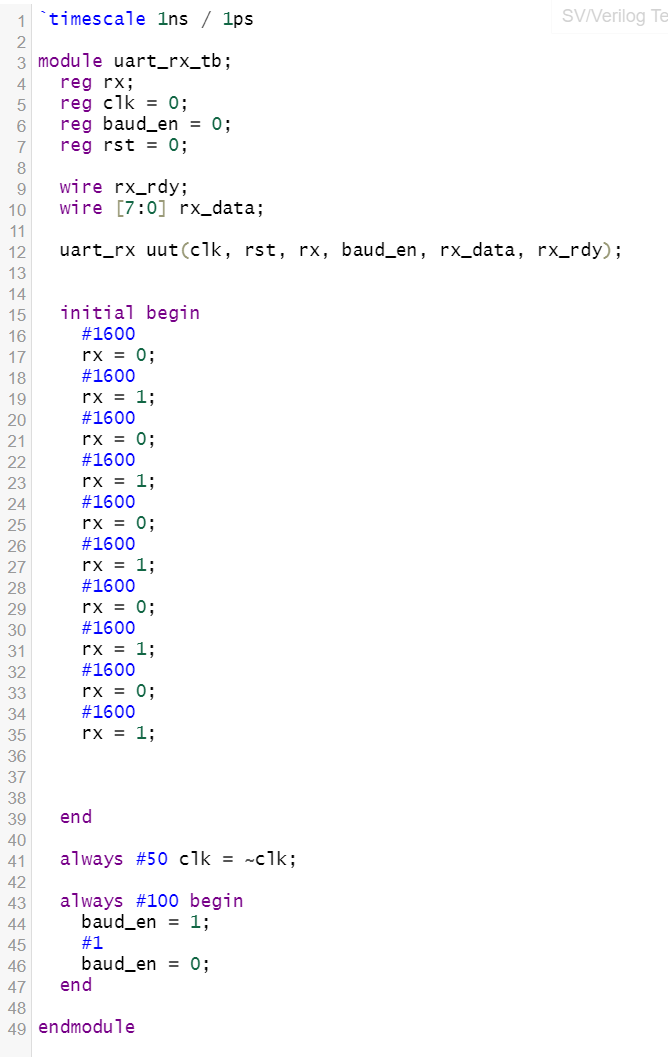 SV/Verilog Te
1 `timescale 1ns / 1ps
2
3 module uart_rx_tb;
4   reg rx;
5   reg clk = 0;
6   reg baud_en = 0;
7   reg rst = 0;
8
9   wire rx_rdy;
10   wire [7:0] rx_data;
11
12   uart_rx uut(clk, rst, rx, baud_en, rx_data, rx_rdy);
13
14
15   initial begin
16     #1600
17     rx = 0;
18     #1600
19     rx = 1;
20     #1600
21     rx = 0;
22     #1600
23     rx = 1;
24     #1600
25     rx = 0;
26     #1600
27     rx = 1;
28     #1600
29     rx = 0;
30     #1600
31     rx = 1;
32     #1600
33     rx = 0;
34     #1600
35     rx = 1;
36
37
38
39   end
40
41   always #50 clk = ~clk;
42
43   always #100 begin
44     baud_en = 1;
45     #1
46     baud_en = 0;
47   end
48
49 endmodule